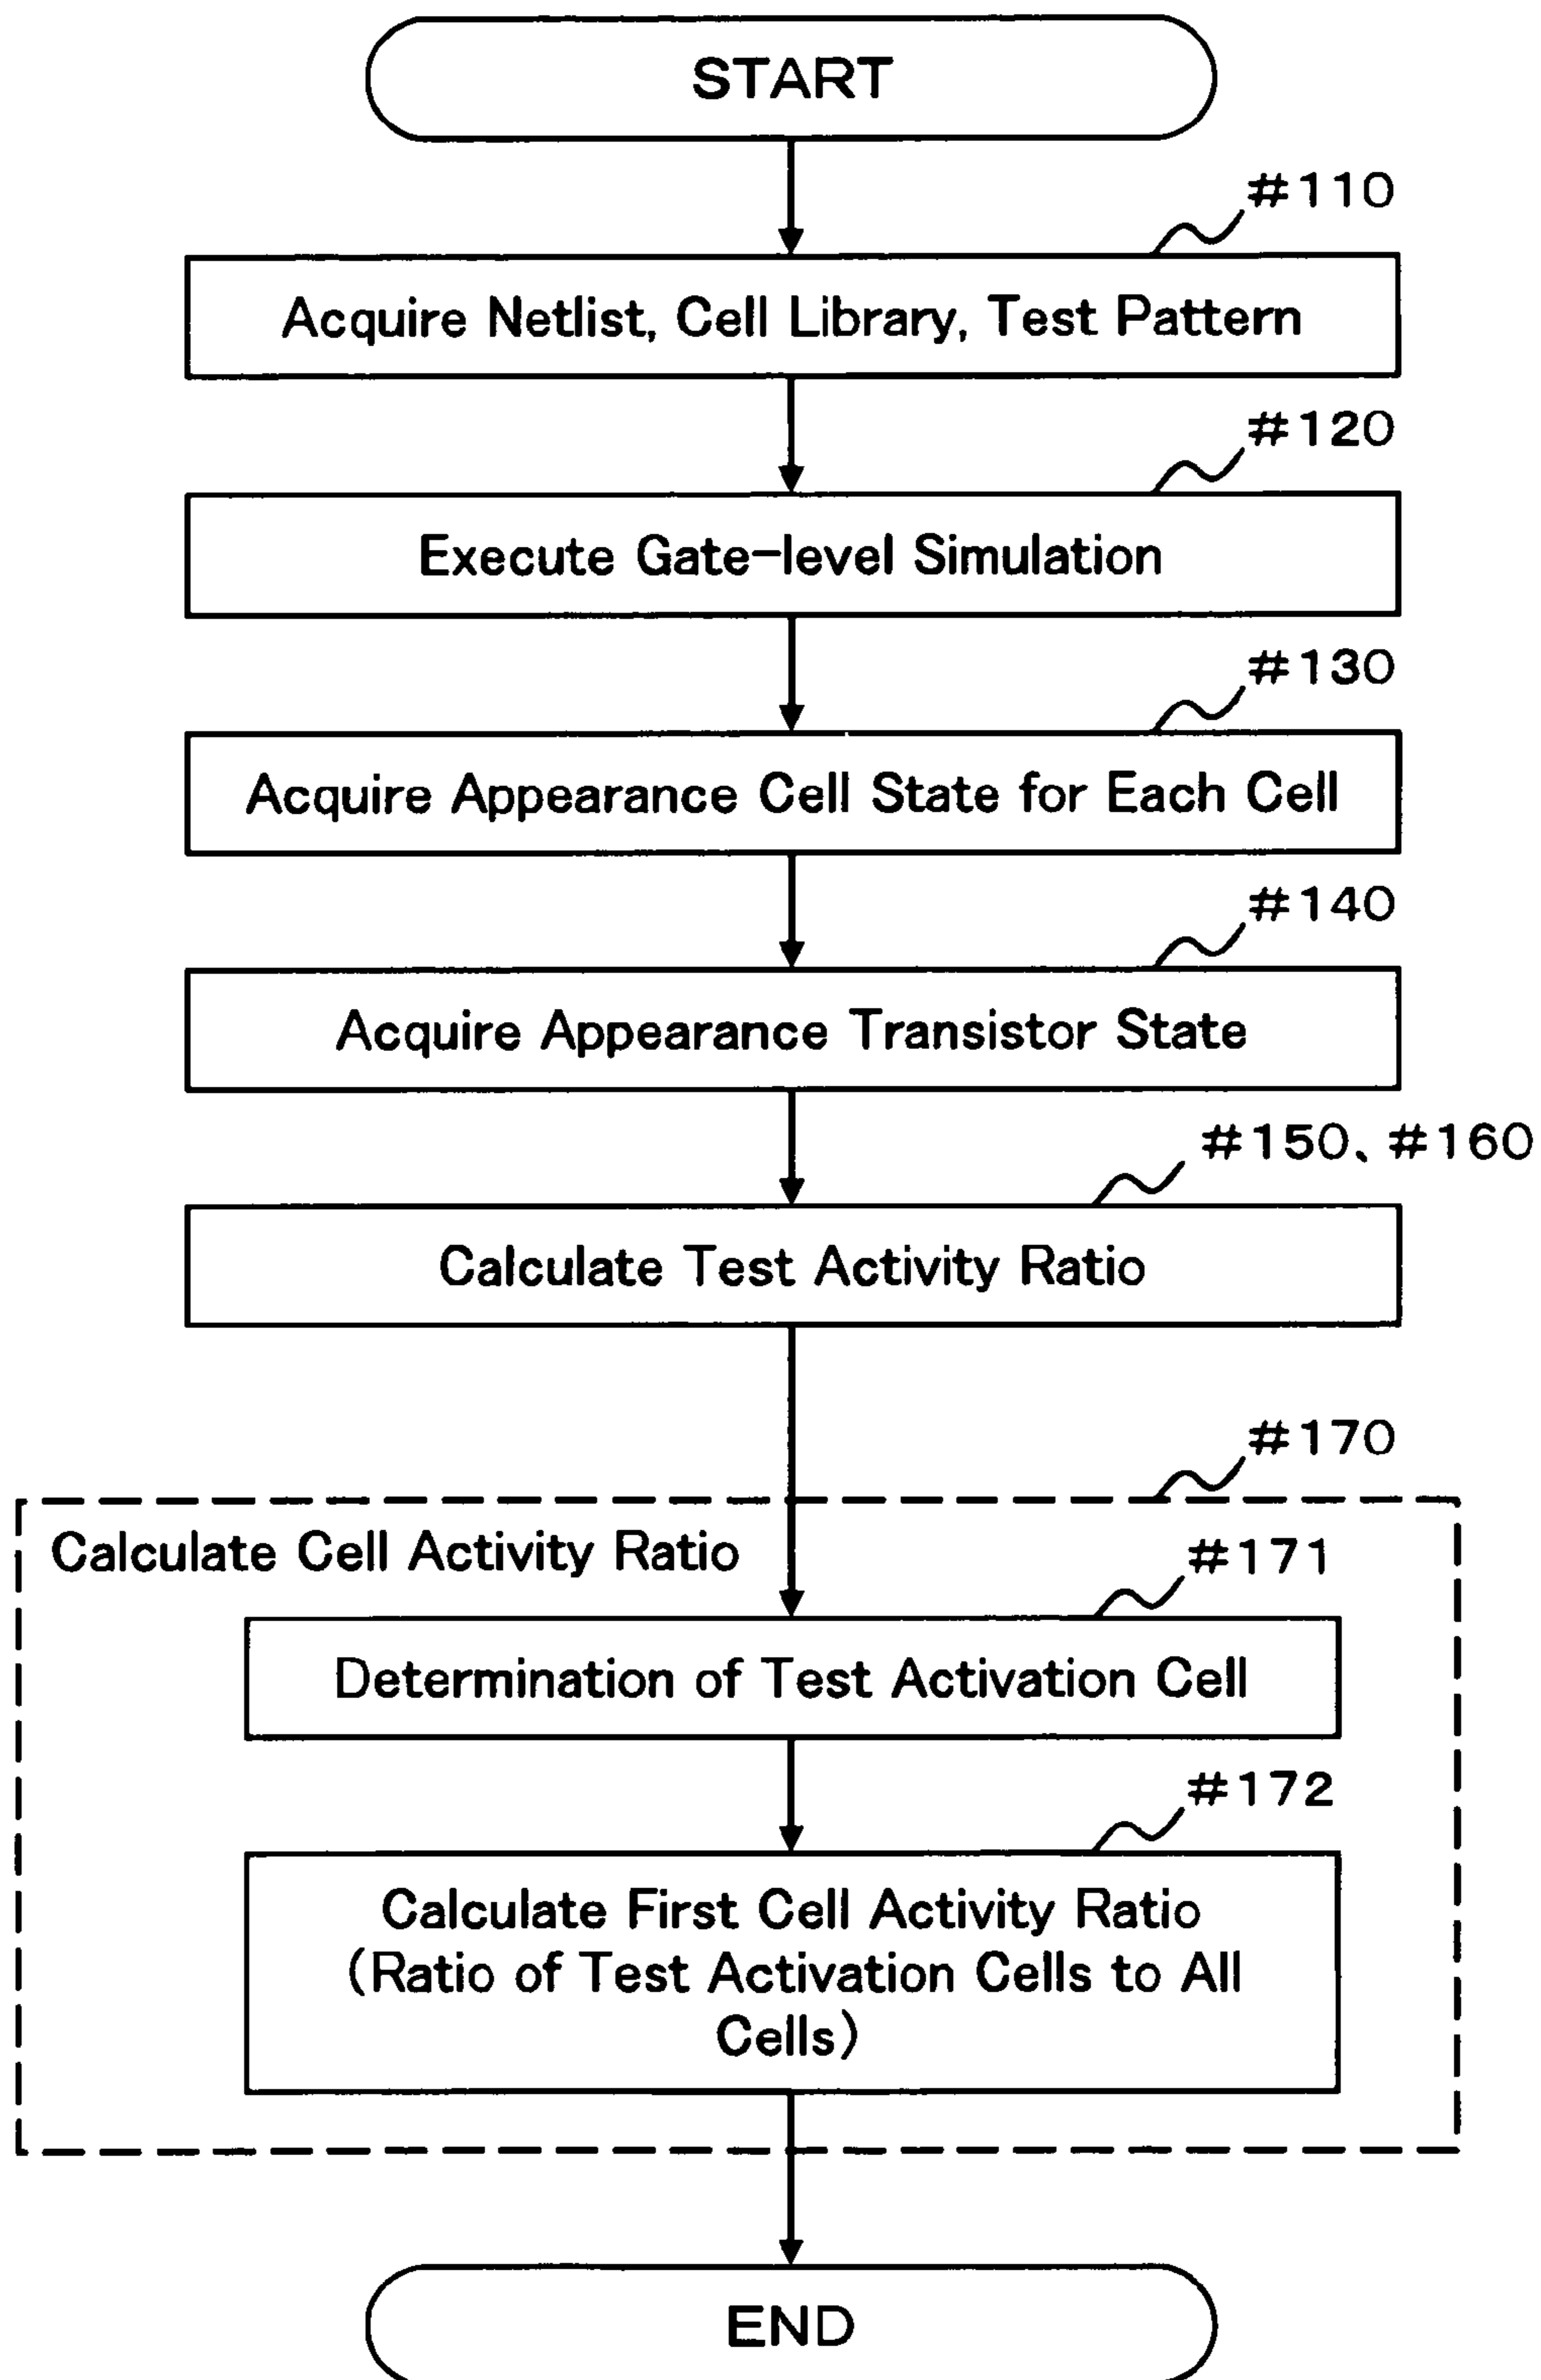 START
#110
Acquire Netlist, Cell Library, Test Pattern
#120
Execute Gate-level Simulation
#130
Acquire Appearance Cell State for Each Cell
#140
Acquire Appearance Transistor State
#150、#160
Calculate Test Activity Ratio
#170
Calculate Cell Activity Ratio
#171
Determination of Test Activation Cell
#172
Calculate First Cell Activity Ratio
(Ratio of Test Activation Cells to All
Cells)
END